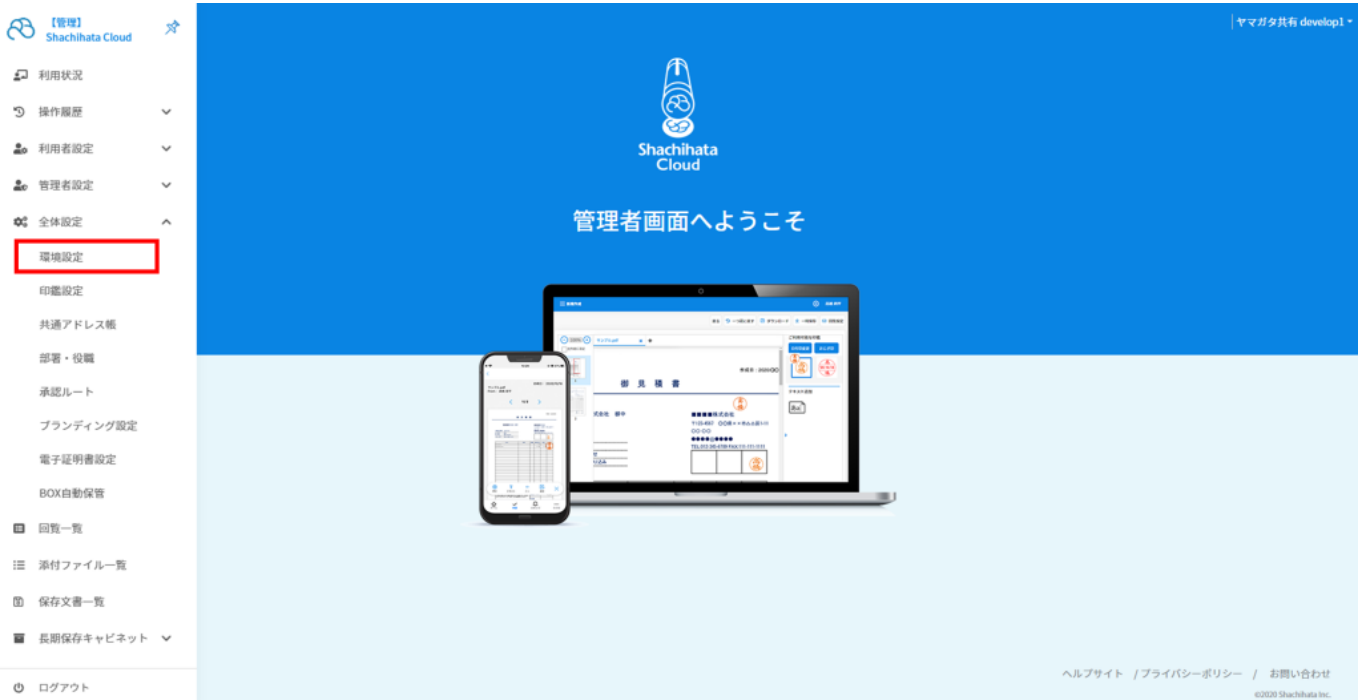 【管理】
Shachihata Cloud
利用状況
操作履歴
利用者設定
管理者設定
全体設定
環境設定
印鑑設定
共通アドレス帳
部署・役職
承認ルート
ブランディング設定
電子証明書設定
BOX自動保管
回覧一覧
添付ファイル一覧
保存文書一覧
長期保存キャビネット
ログアウト
ヤマガタ共有 develop1
Shachihata
Cloud
管理者画面へようこそ
御 見 積 書
ヘルプサイト / プライバシーポリシー / お問い合わせ
©2020 Shachihata Inc.